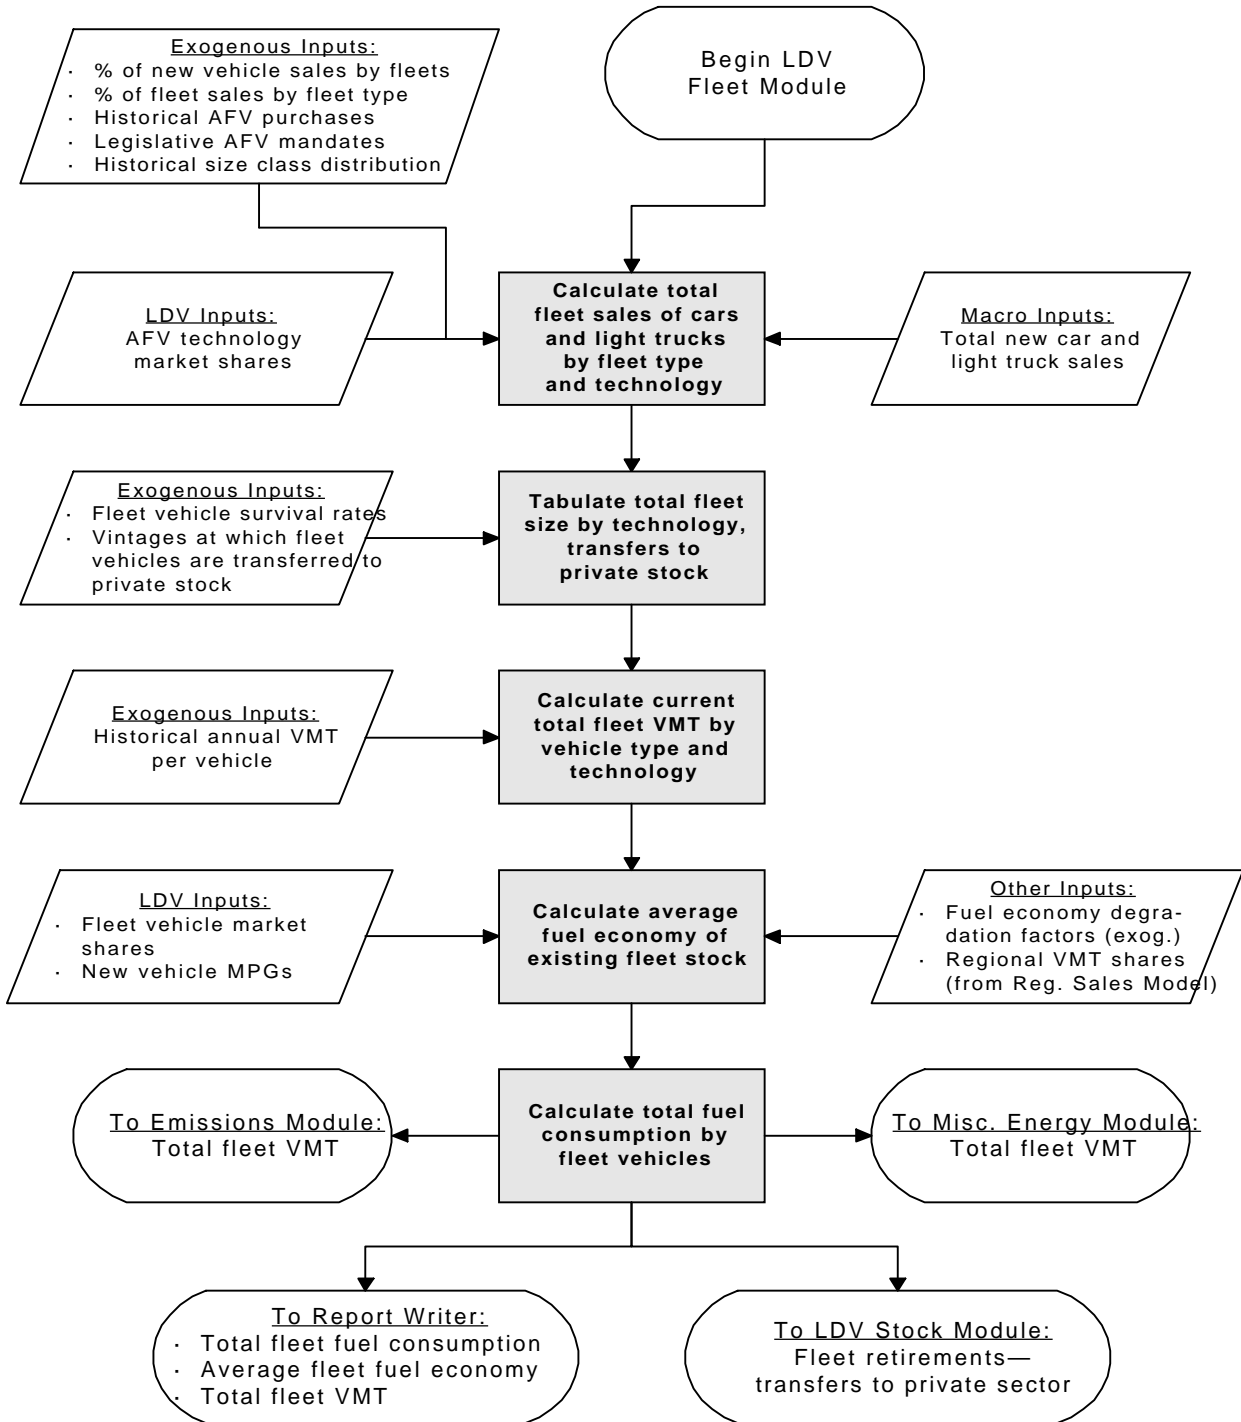 Exogenous Inputs:
· % of new vehicle sales by fleets
· % of fleet sales by fleet type
· Historical AFV purchases
· Legislative AFV mandates
· Historical size class distribution
Begin LDV
Fleet Module
LDV Inputs:
AFV technology
market shares
Calculate total
fleet sales of cars
and light trucks
by fleet type
and technology
Macro Inputs:
Total new car and
light truck sales
Exogenous Inputs:
· Fleet vehicle survival rates
· Vintages at which fleet
vehicles are transferred to
private stock
Tabulate total fleet
size by technology,
transfers to
private stock
Exogenous Inputs:
Historical annual VMT
per vehicle
Calculate current
total fleet VMT by
vehicle type and
technology
LDV Inputs:
· Fleet vehicle market
shares
· New vehicle MPGs
Calculate average
fuel economy of
existing fleet stock
Other Inputs:
· Fuel economy degra-
dation factors (exog.)
· Regional VMT shares
(from Reg. Sales Model)
To Emissions Module:
Total fleet VMT
Calculate total fuel
consumption by
fleet vehicles
To Misc. Energy Module:
Total fleet VMT
To Report Writer:
· Total fleet fuel consumption
· Average fleet fuel economy
· Total fleet VMT
To LDV Stock Module:
Fleet retirements—
transfers to private sector